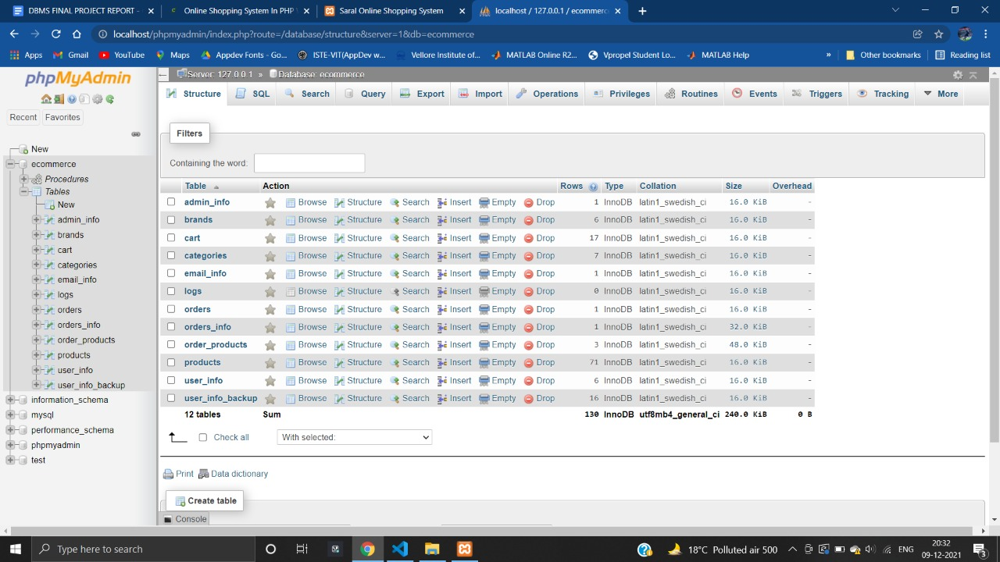 DBMS FINAL PROJECT REPORT - Online Shopping System In PHP Saral Online Shopping System localhost / 127.0.0.1 / ecommerce
localhost/phpmyadmin/index.php?route=/database/structure&server=1&db=ecommerce
Apps Gmail YouTube Maps Appdev Fonts - Go... ISTE-VIT(AppDev w... Vellore Institute of... MATLAB Online R2... Vpropel Student Lo... MATLAB Help » Other bookmarks Reading list
phpMyAdmin
Recent Favorites
New
ecommerce
Procedures
Tables
New
admin_info
brands
cart
categories
email_info
logs
orders
orders_info
order_products
products
user_info
user_info_backup
information_schema
mysql
performance_schema
phpmyadmin
test
Server: 127.0.0.1 » Database: ecommerce
Structure SQL Search Query Export Import Operations Privileges Routines Events Triggers Tracking More
Filters
Containing the word:
Table Action Rows Type Collation Size Overhead
admin_info Browse Structure Search Insert Empty Drop 1 InnoDB latin1_swedish_ci 16.0 KiB -
brands Browse Structure Search Insert Empty Drop 6 InnoDB latin1_swedish_ci 16.0 KiB -
cart Browse Structure Search Insert Empty Drop 17 InnoDB latin1_swedish_ci 16.0 KiB -
categories Browse Structure Search Insert Empty Drop 7 InnoDB latin1_swedish_ci 16.0 KiB -
email_info Browse Structure Search Insert Empty Drop 1 InnoDB latin1_swedish_ci 16.0 KiB -
logs Browse Structure Search Insert Empty Drop 0 InnoDB latin1_swedish_ci 16.0 KiB -
orders Browse Structure Search Insert Empty Drop 1 InnoDB latin1_swedish_ci 16.0 KiB -
orders_info Browse Structure Search Insert Empty Drop 1 InnoDB latin1_swedish_ci 32.0 KiB -
order_products Browse Structure Search Insert Empty Drop 3 InnoDB latin1_swedish_ci 48.0 KiB -
products Browse Structure Search Insert Empty Drop 71 InnoDB latin1_swedish_ci 16.0 KiB -
user_info Browse Structure Search Insert Empty Drop 6 InnoDB latin1_swedish_ci 16.0 KiB -
user_info_backup Browse Structure Search Insert Empty Drop 16 InnoDB latin1_swedish_ci 16.0 KiB -
12 tables Sum 130 InnoDB utf8mb4_general_ci 240.0 KiB 0 B
Check all With selected:
Print Data dictionary
Create table
Console
Type here to search 18°C Polluted air 500 ENG 20:32
09-12-2021 3